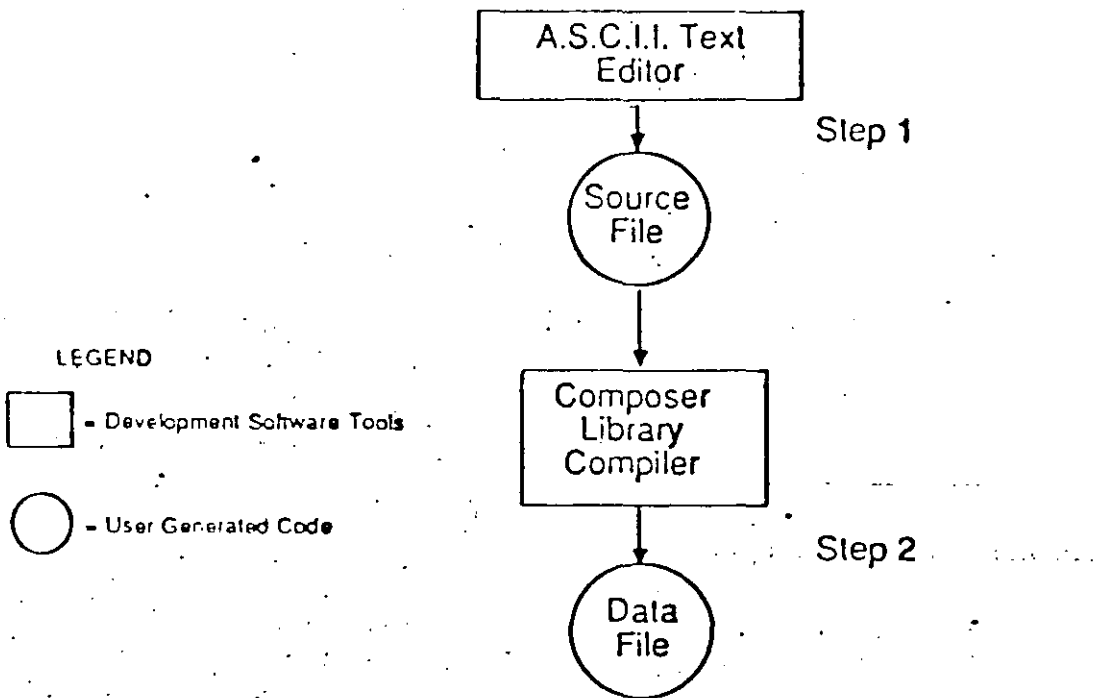 A.S.C.I.I. Text
Editor
Step 1
Source
File
LEGEND
= Development Software Tools
Composer
Library
Compiler
= User Generated Code
Step 2
Data
File